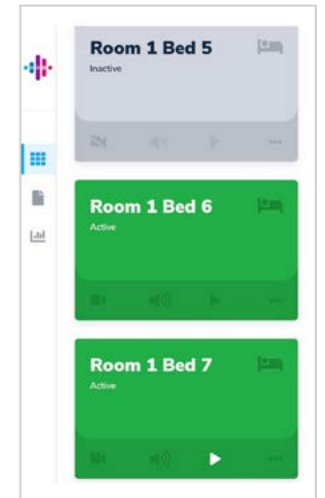 Room 1 Bed 5
Inactive
Room 1 Bed 6
Active
Room 1 Bed 7
Active